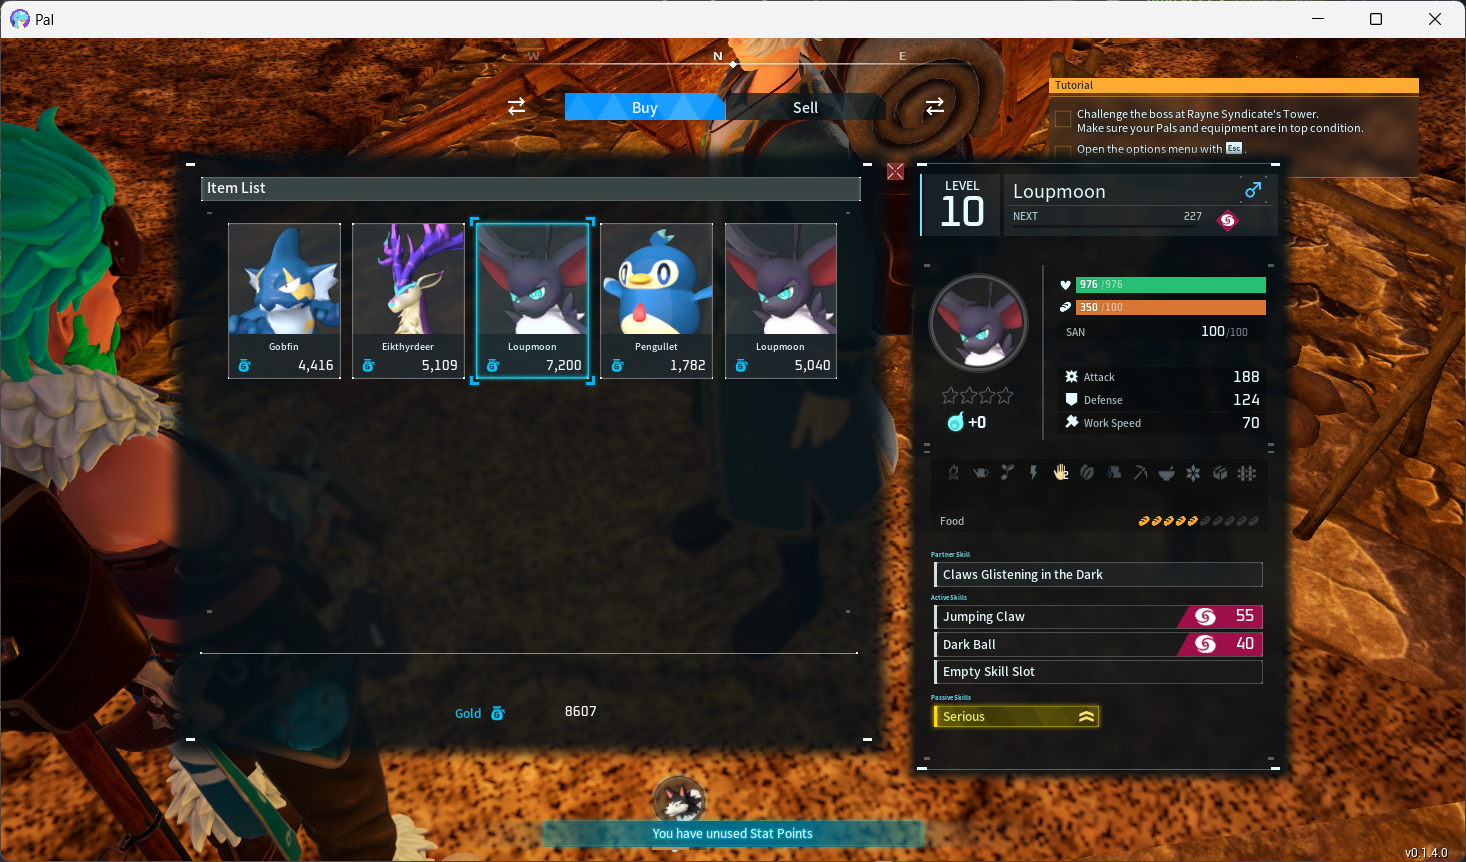 Pal
W N E
Buy Sell
Tutorial
Challenge the boss at Rayne Syndicate's Tower.
Make sure your Pals and equipment are in top condition.
Open the options menu with Esc .
Item List
Gobfin
4,416
Eikthyrdeer
5,109
Loupmoon
7,200
Pengullet
1,782
Loupmoon
5,040
Gold 8607
LEVEL
10
Loupmoon
NEXT 227
976 /976
350 /100
SAN 100/100
Attack 188
Defense 124
Work Speed 70
+0
2
Food
Partner Skill
Claws Glistening in the Dark
Active Skills
Jumping Claw 55
Dark Ball 40
Empty Skill Slot
Passive Skills
Serious
You have unused Stat Points
v0.1.4.0